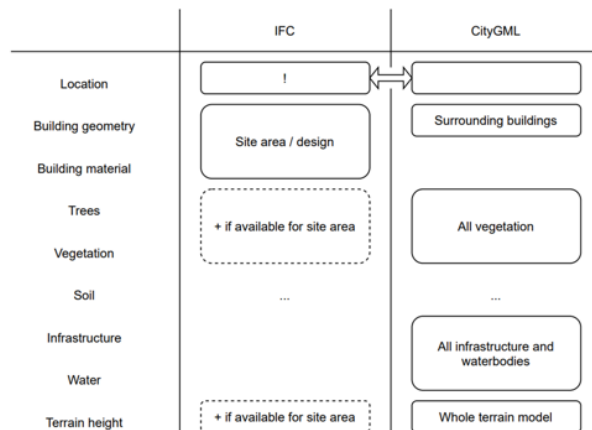 IFC CityGML
Location !
Building geometry Surrounding buildings
Site area / design
Building material
Trees
+ if available for site area All vegetation
Vegetation
Soil ... ...
Infrastructure
All infrastructure and
waterbodies
Water
Terrain height + if available for site area Whole terrain model